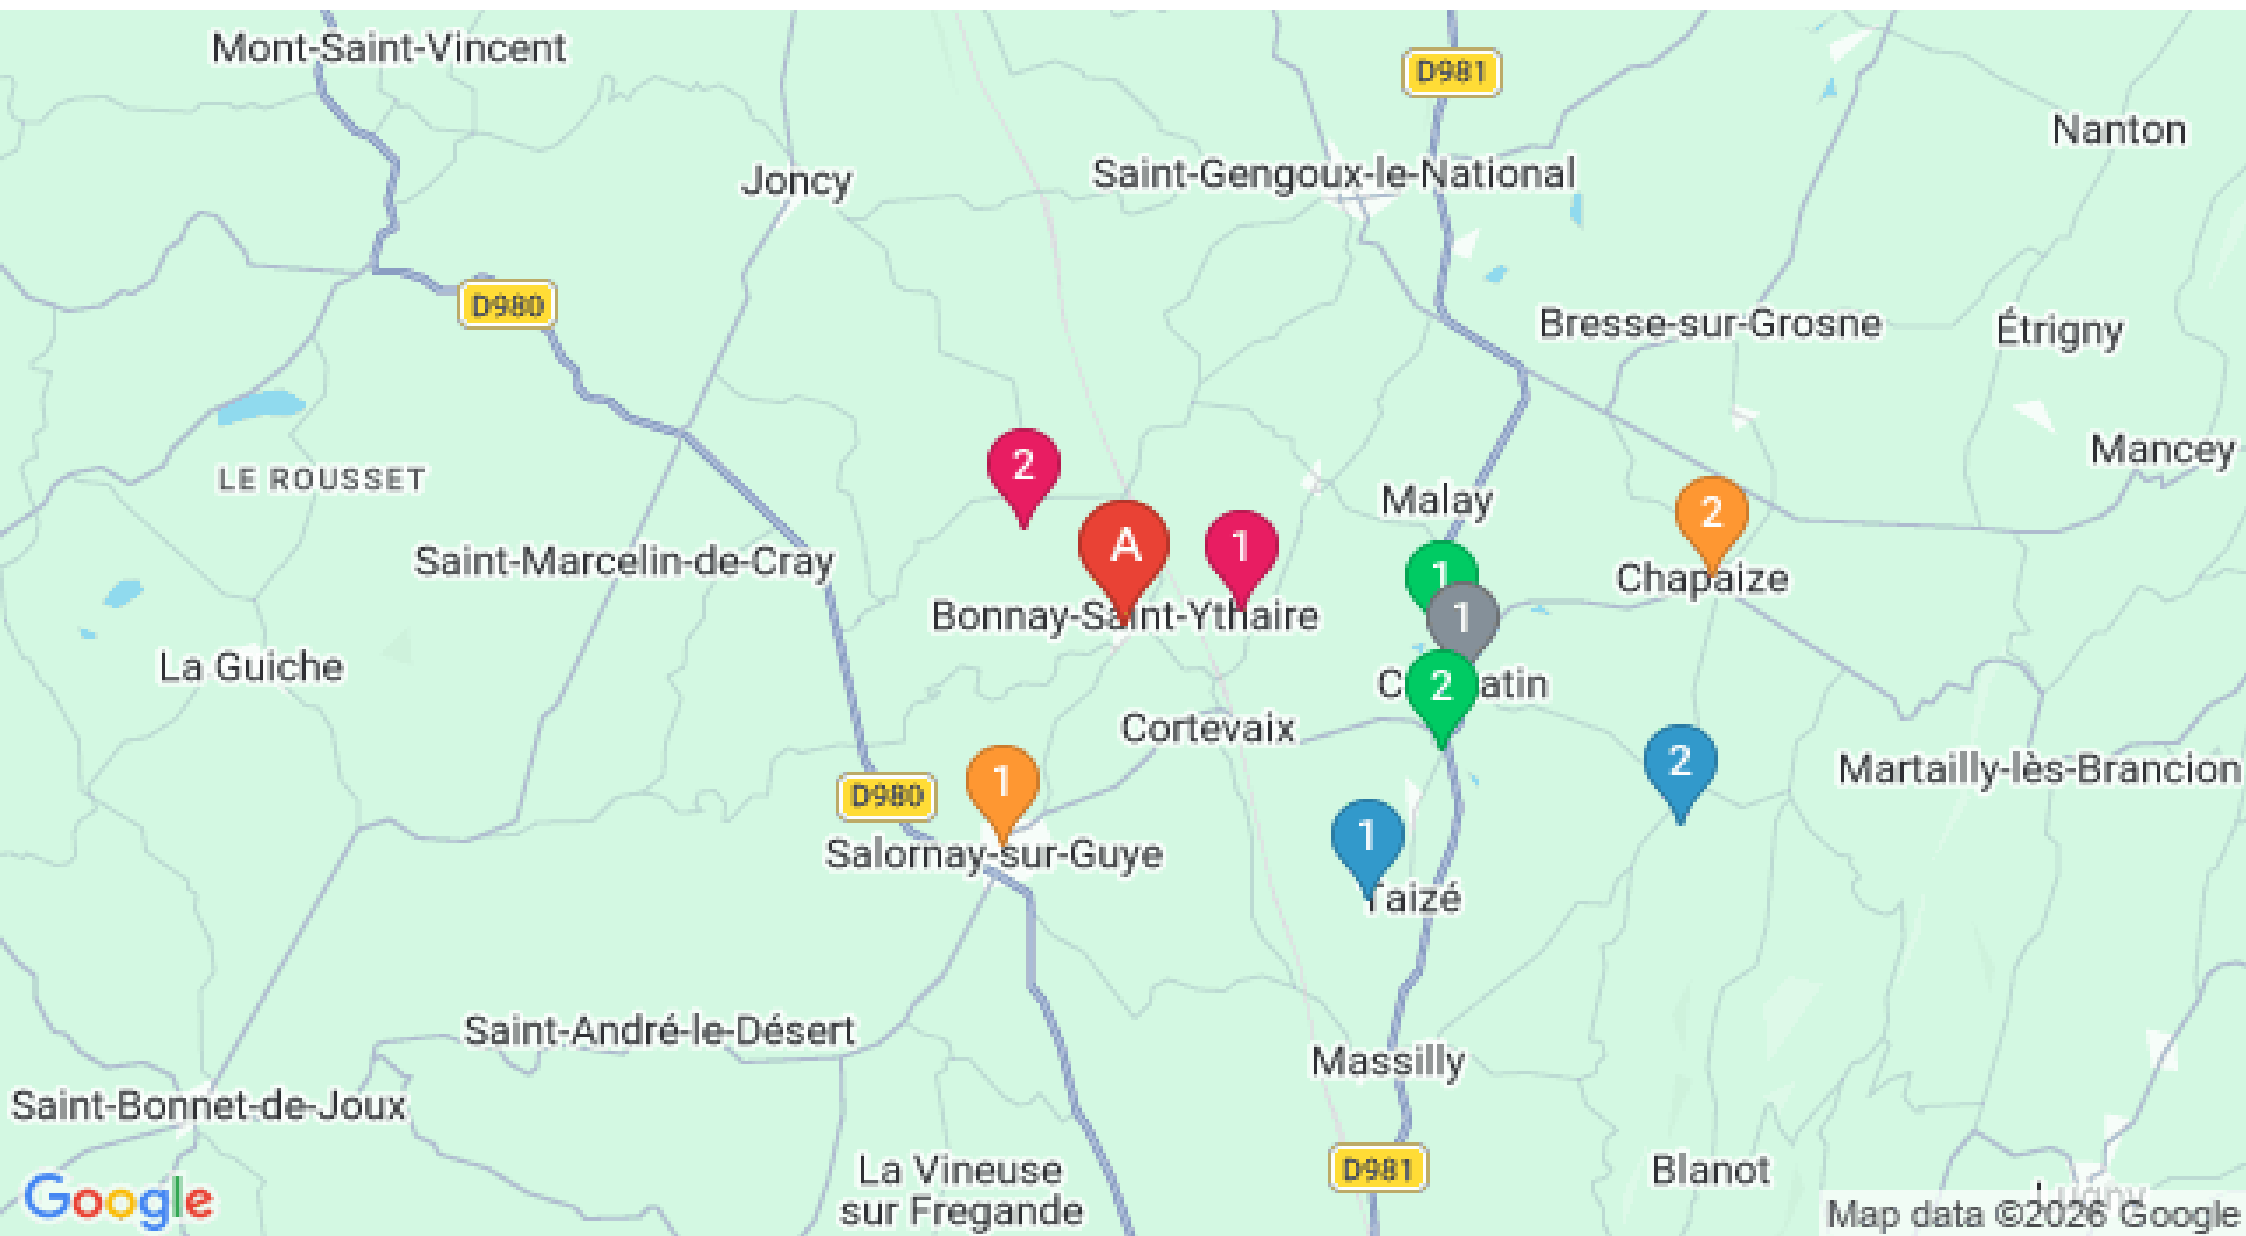 Mont-Saint-Vincent
D981
Nanton
Joncy
Saint-Gengoux-le-National
D980
Bresse-sur-Grosne
Étrigny
Mancey
LE ROUSSET
2
Malay
2
A
1
Saint-Marcelin-de-Cray
1
Chapaize
Bonnay-Saint-Ythaire
1
La Guiche
2
Cortevaix
2
Martailly-lès-Brancion
1
D980
1
Salornay-sur-Guye
Taizé
Saint-André-le-Désert
Massilly
Saint-Bonnet-de-Joux
La Vineuse
sur Fregande
D981
Blanot
Google
Map data ©2026 Google